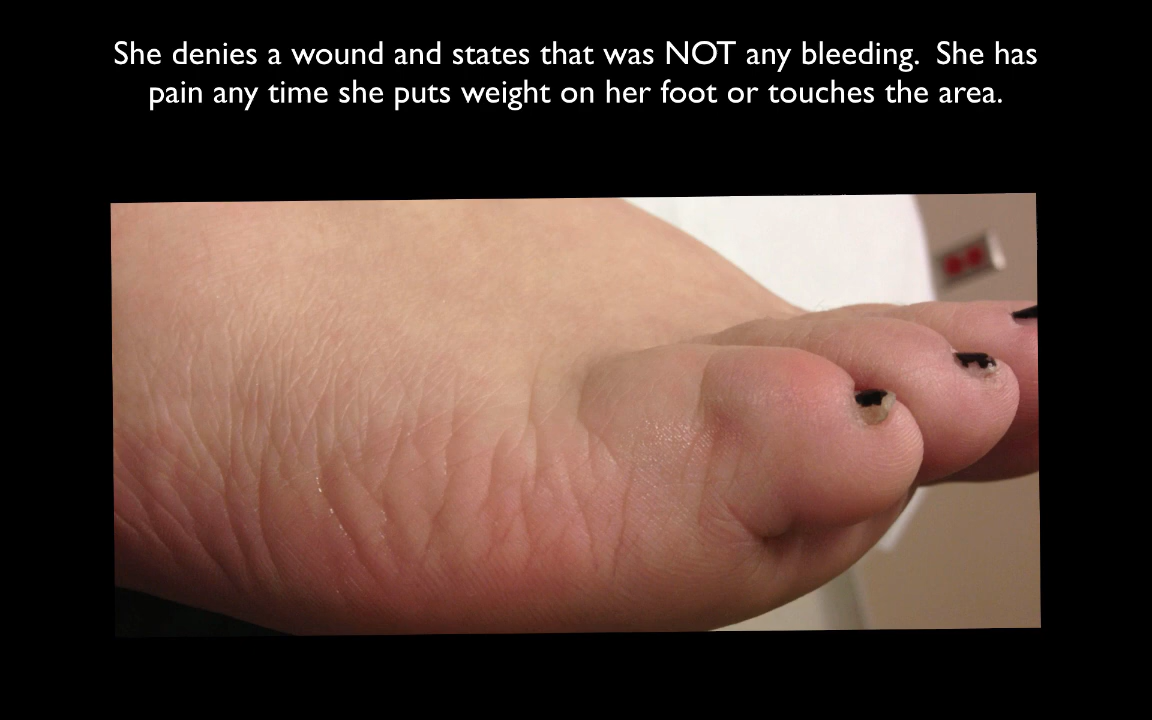 She denies a wound and states that was NOT any bleeding.  She has
pain any time she puts weight on her foot or touches the area.